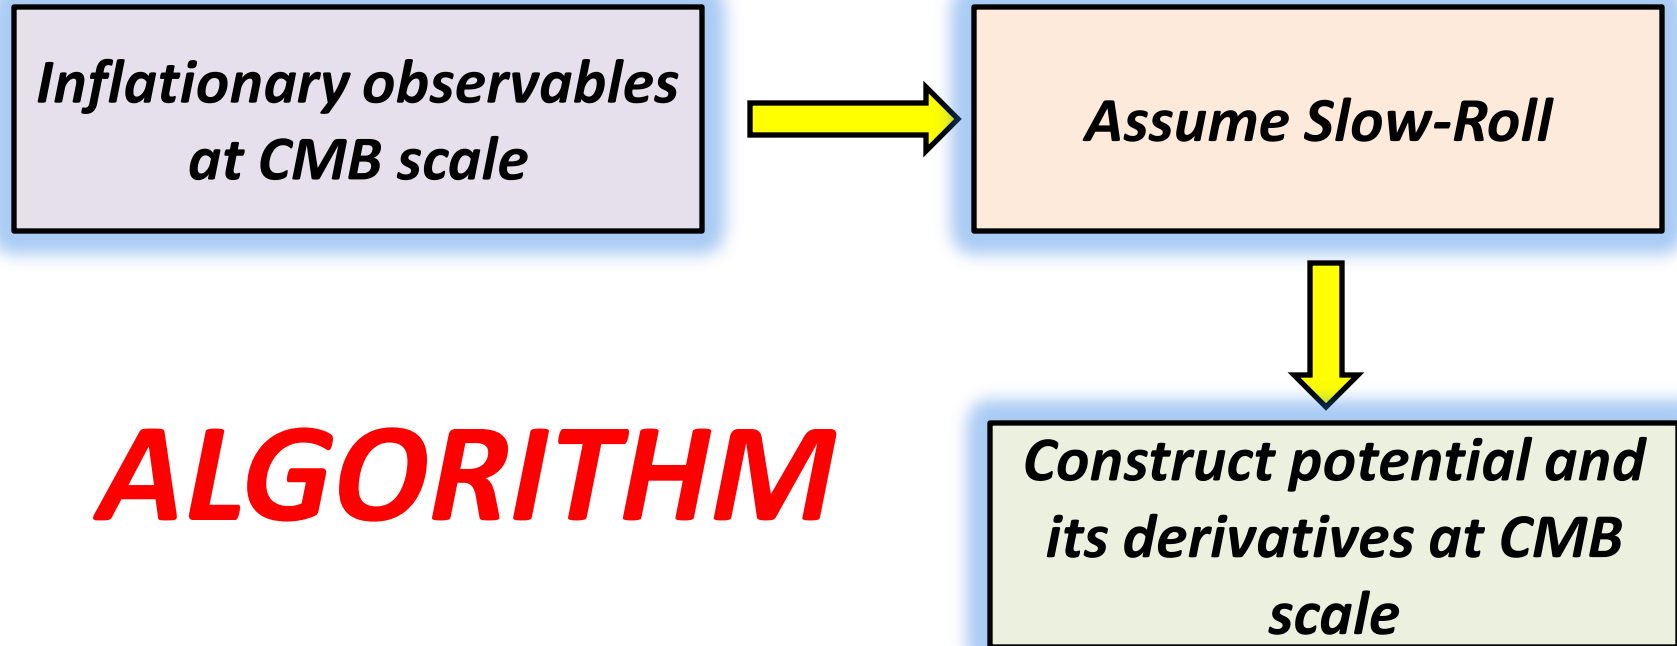 Inflationary observables
at CMB scale
Assume Slow-Roll
ALGORITHM
Construct potential and
its derivatives at CMB
scale